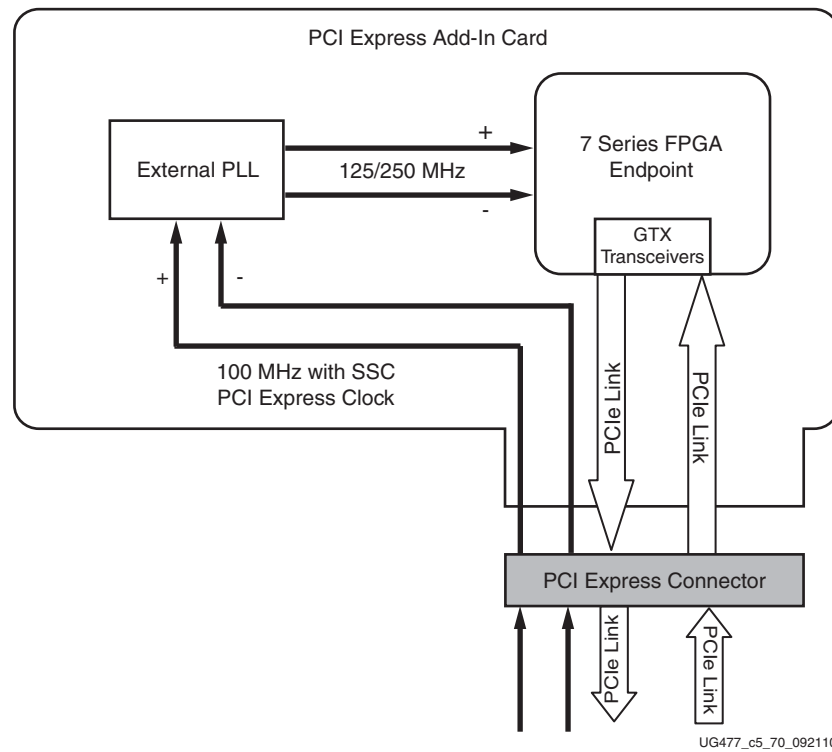 PCI Express Add-In Card
External PLL
+
125/250 MHz
-
7 Series FPGA
Endpoint
GTX
Transceivers
+
-
100 MHz with SSC
PCI Express Clock
PCIe Link
PCIe Link
PCI Express Connector
PCIe Link
PCIe Link
UG477_c5_70_092110